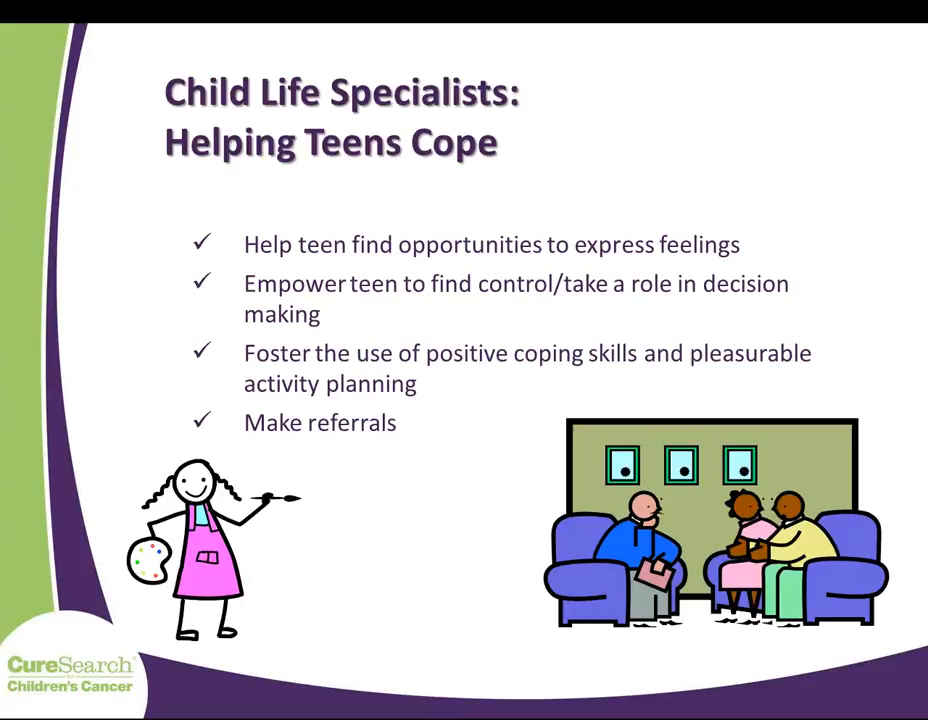 Child Life Specialists:
Helping Teens Cope
✓ Help teen find opportunities to express feelings
✓ Empower teen to find control/take a role in decision
making
✓ Foster the use of positive coping skills and pleasurable
activity planning
✓ Make referrals
CureSearch
for
Children's Cancer